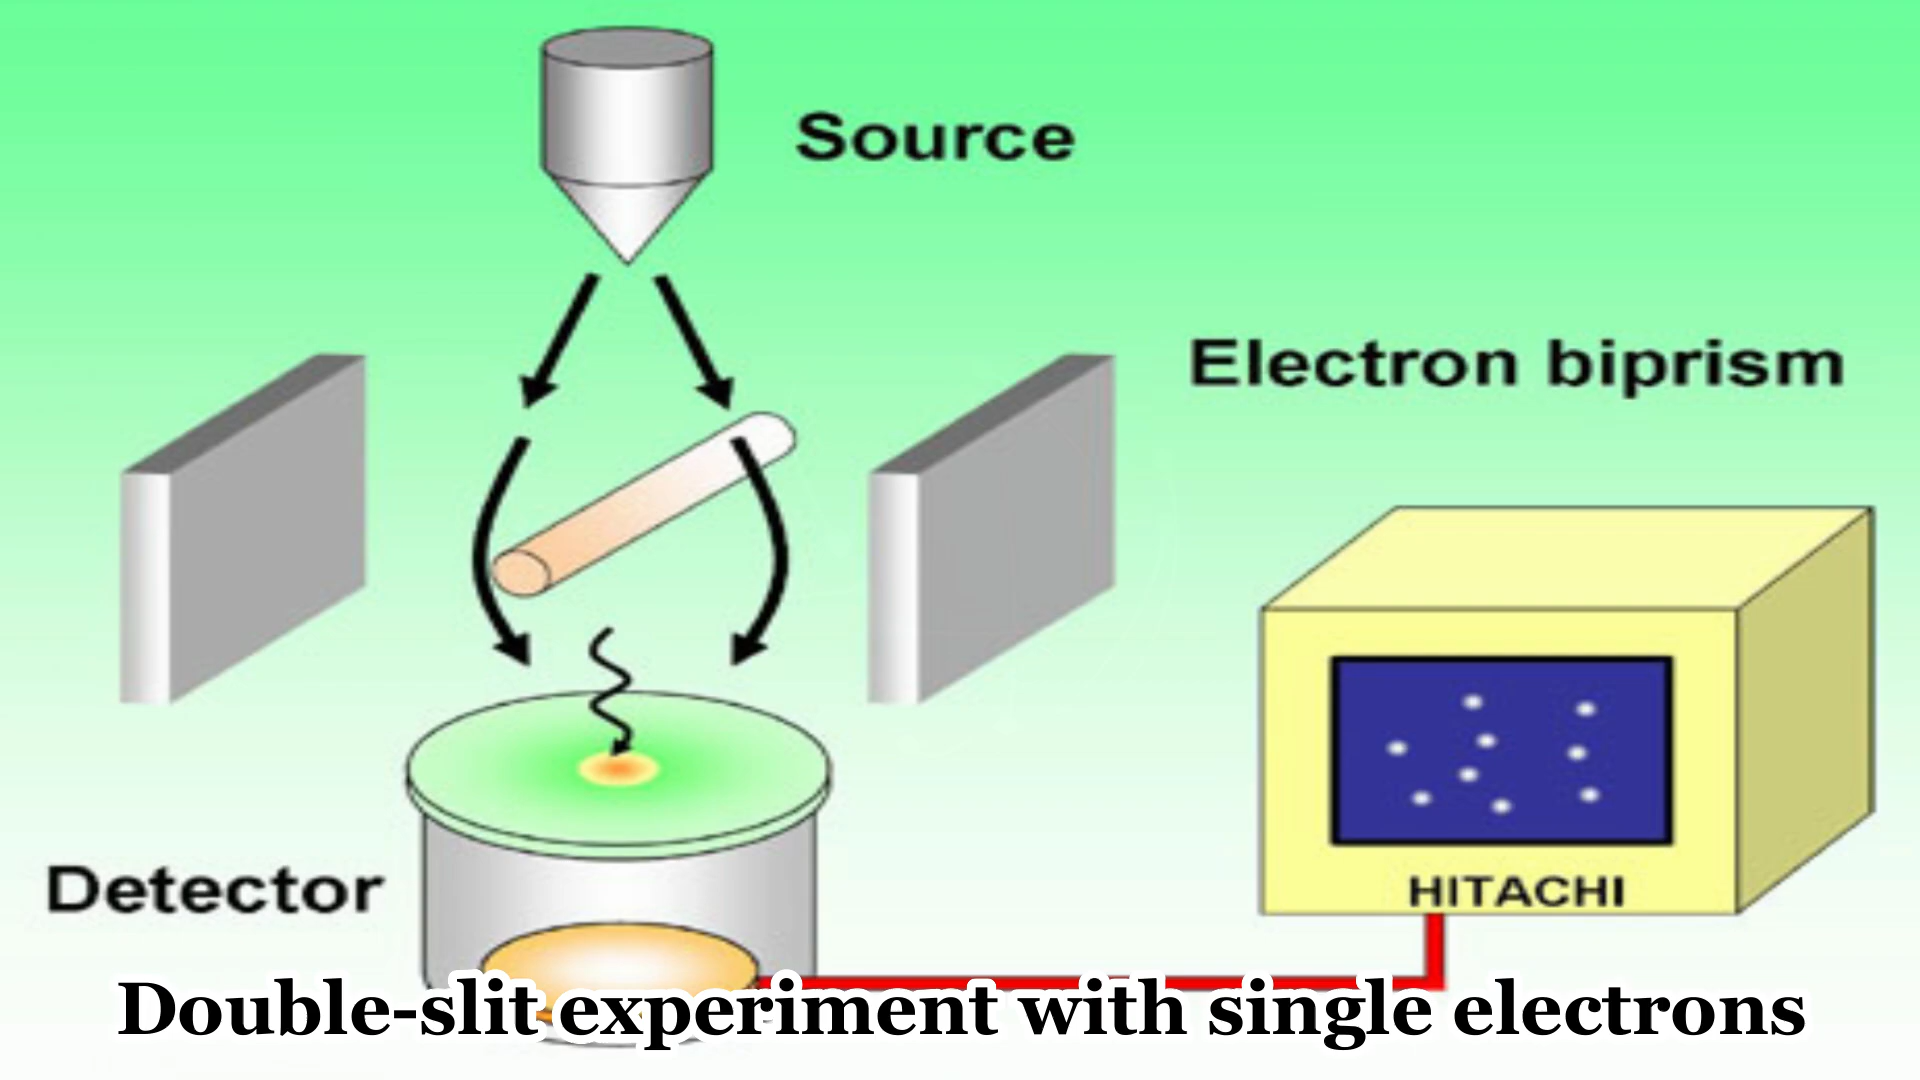 Source
Electron biprism
HITACHI
Detector
Double-slit experiment with single electrons